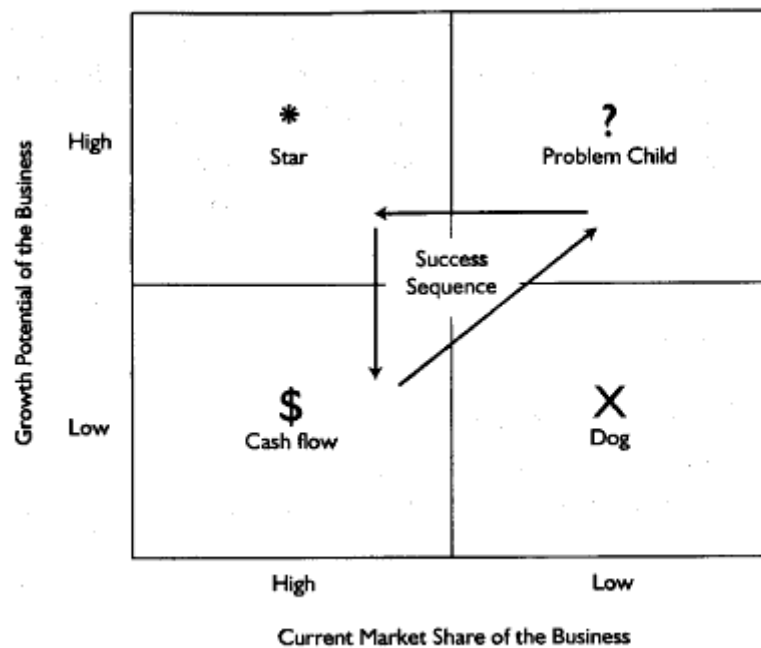 Growth Potential of the Business
High
*
Star
?
Problem Child
Success
Sequence
Low
$
Cash flow
X
Dog
High
Low
Current Market Share of the Business